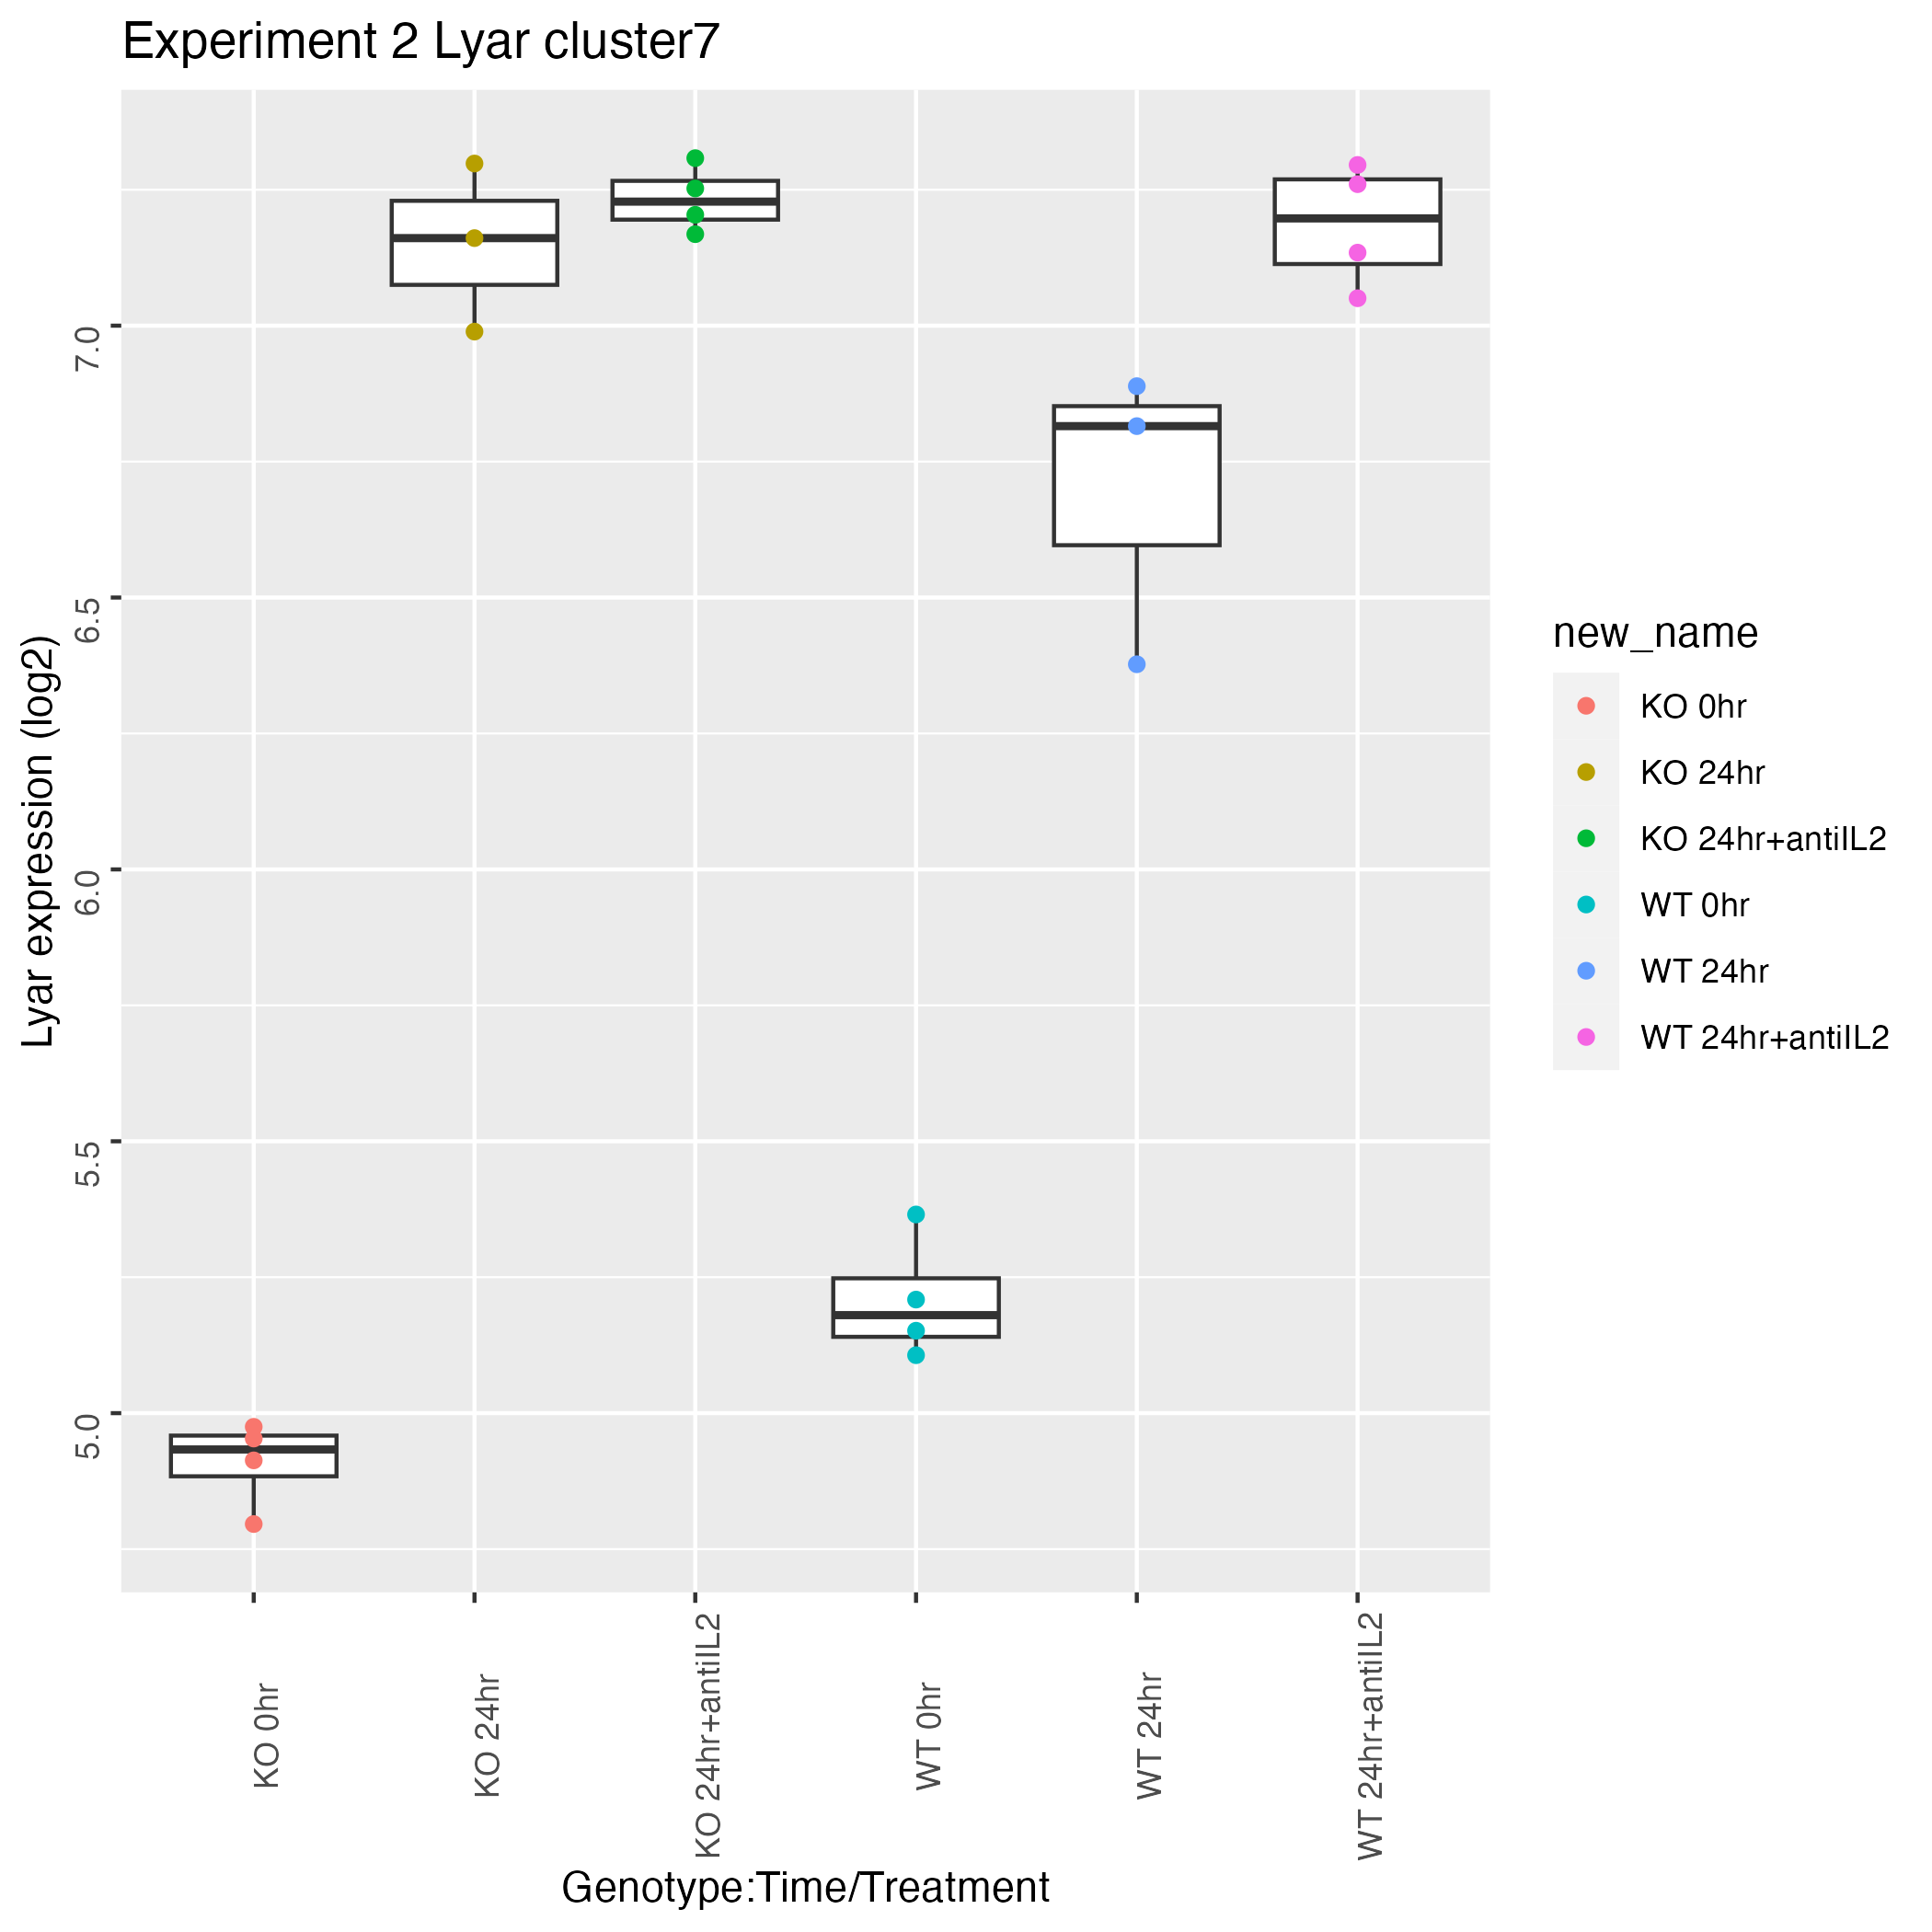 Experiment 2 Lyar cluster7
Lyar expression (log2)
7.0
6.5
6.0
5.5
5.0
KO 0hr
KO 24hr
KO 24hr+antiIL2
WT 0hr
WT 24hr
WT 24hr+antiIL2
Genotype:Time/Treatment
new_name
KO 0hr
KO 24hr
KO 24hr+antiIL2
WT 0hr
WT 24hr
WT 24hr+antiIL2